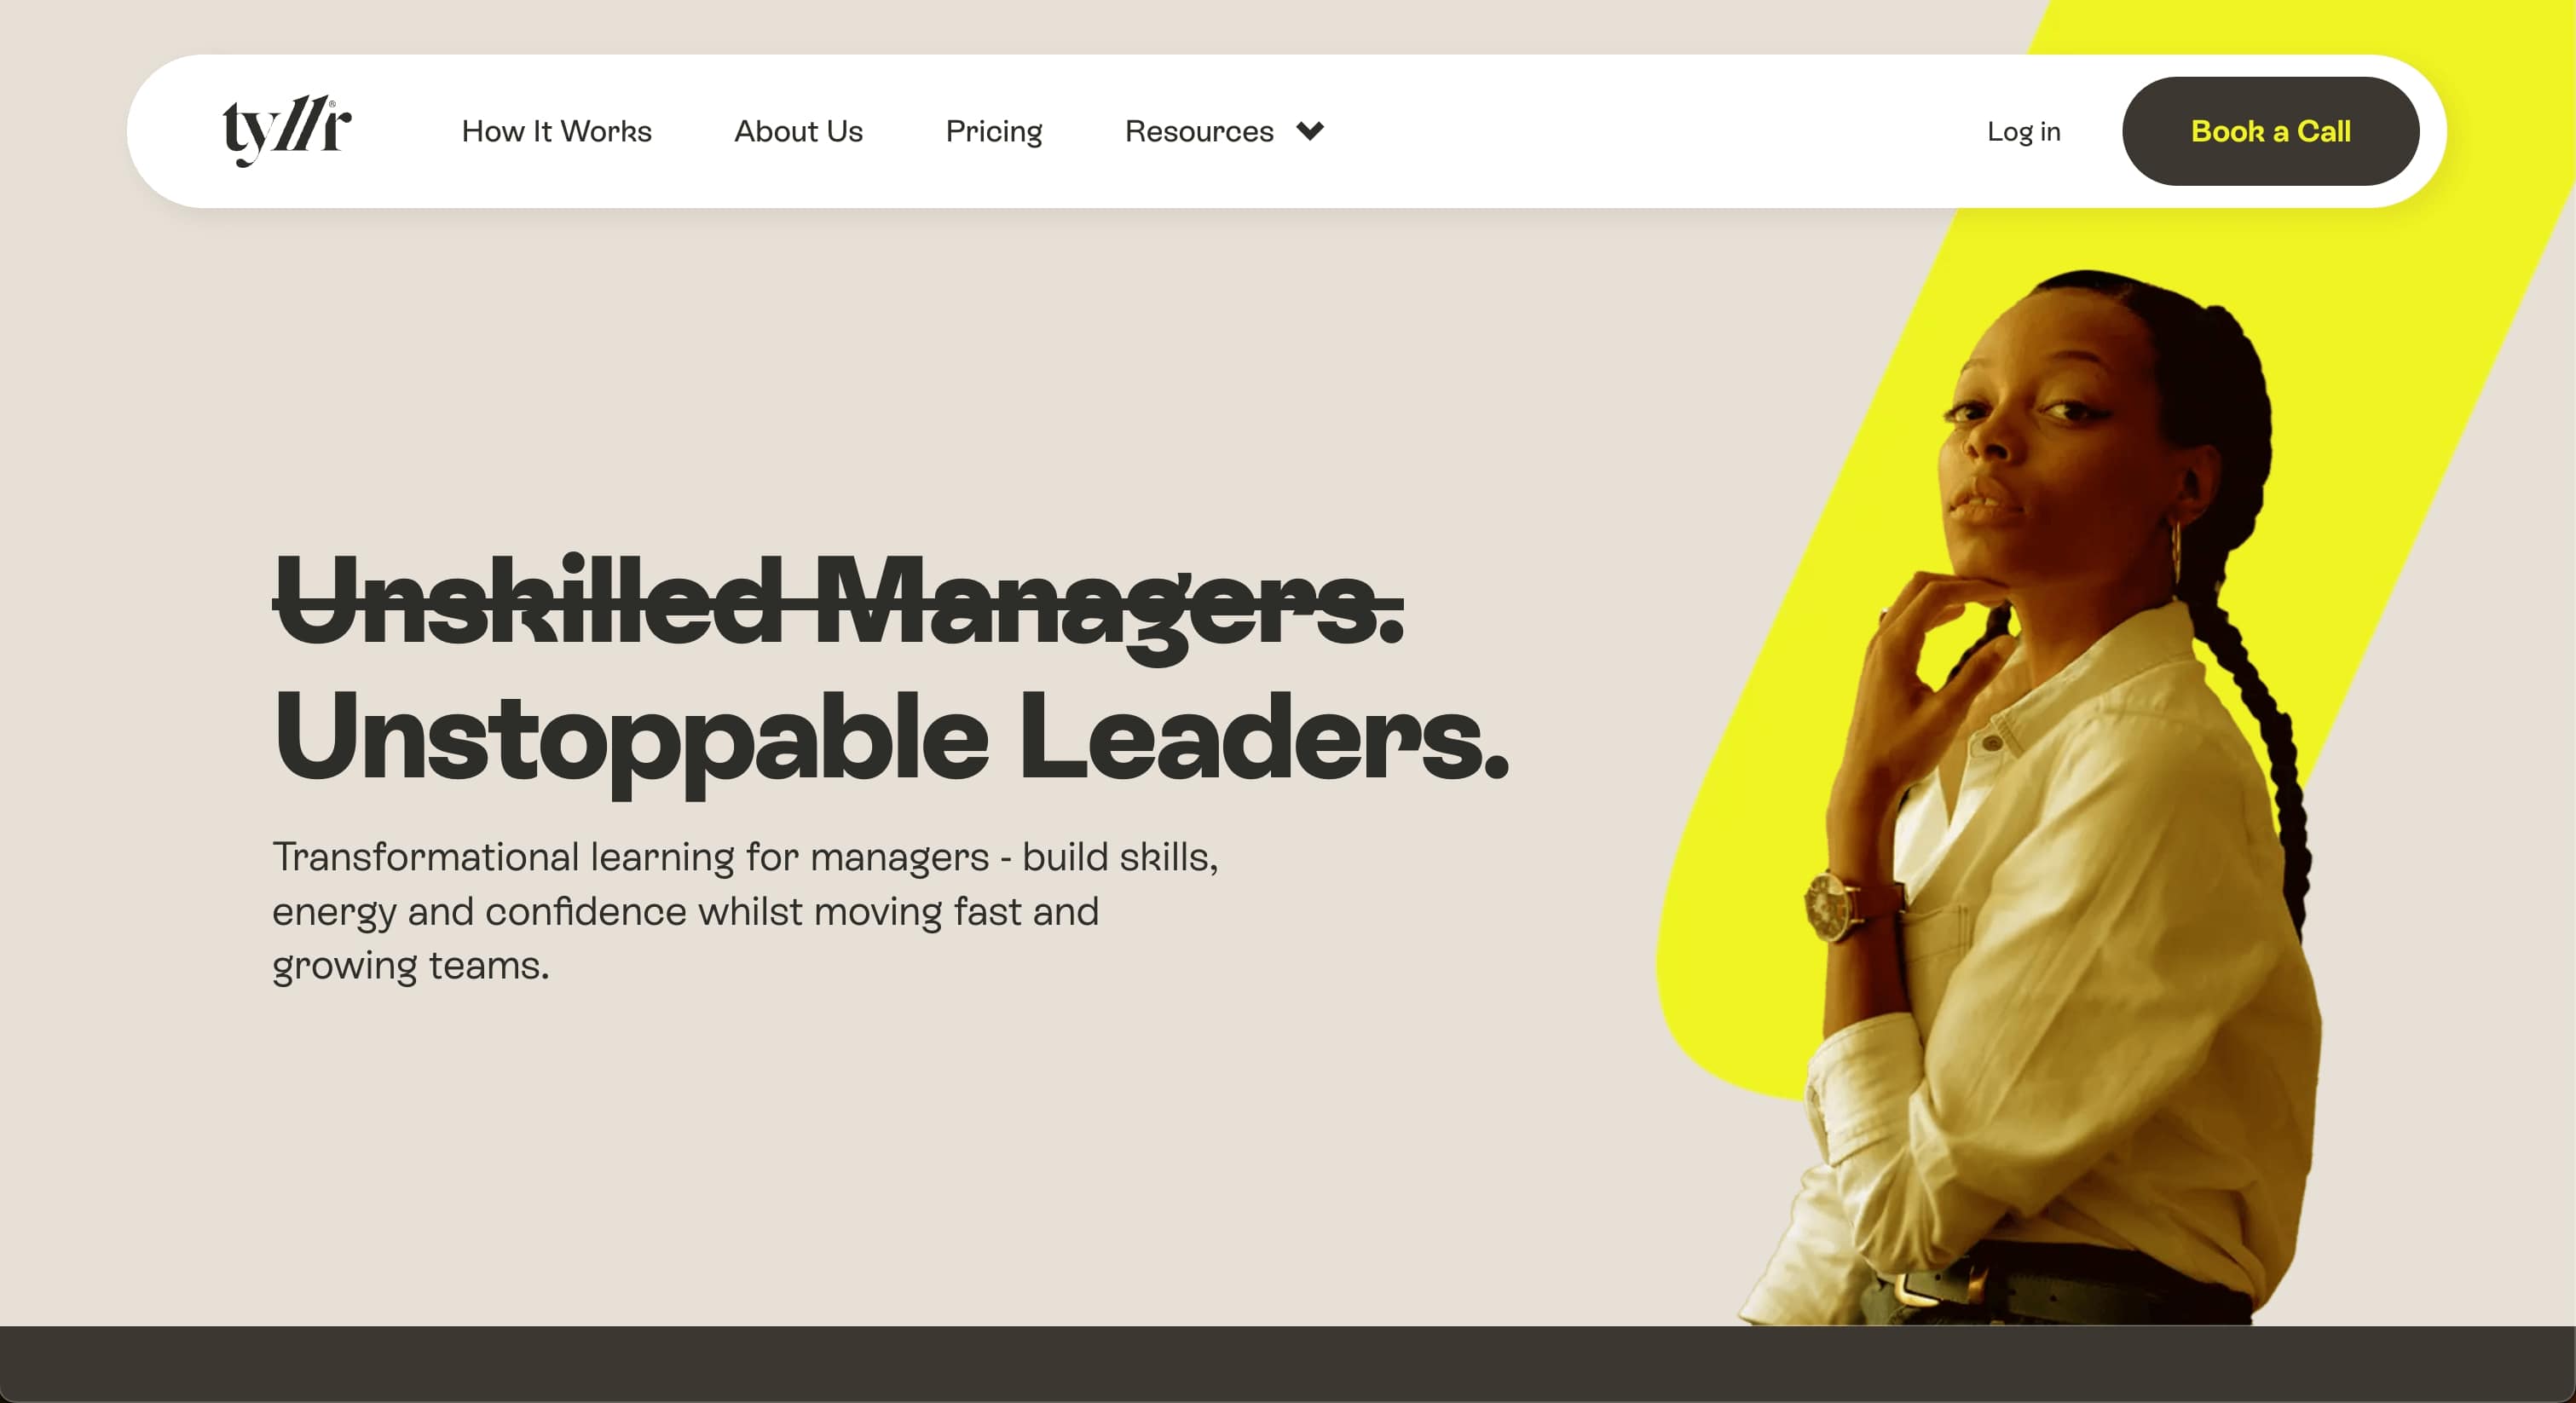 tyllr®
How It Works
About Us
Pricing
Resources
Log in
Book a Call
Unskilled Managers.
Unstoppable Leaders.
Transformational learning for managers - build skills,
energy and confidence whilst moving fast and
growing teams.